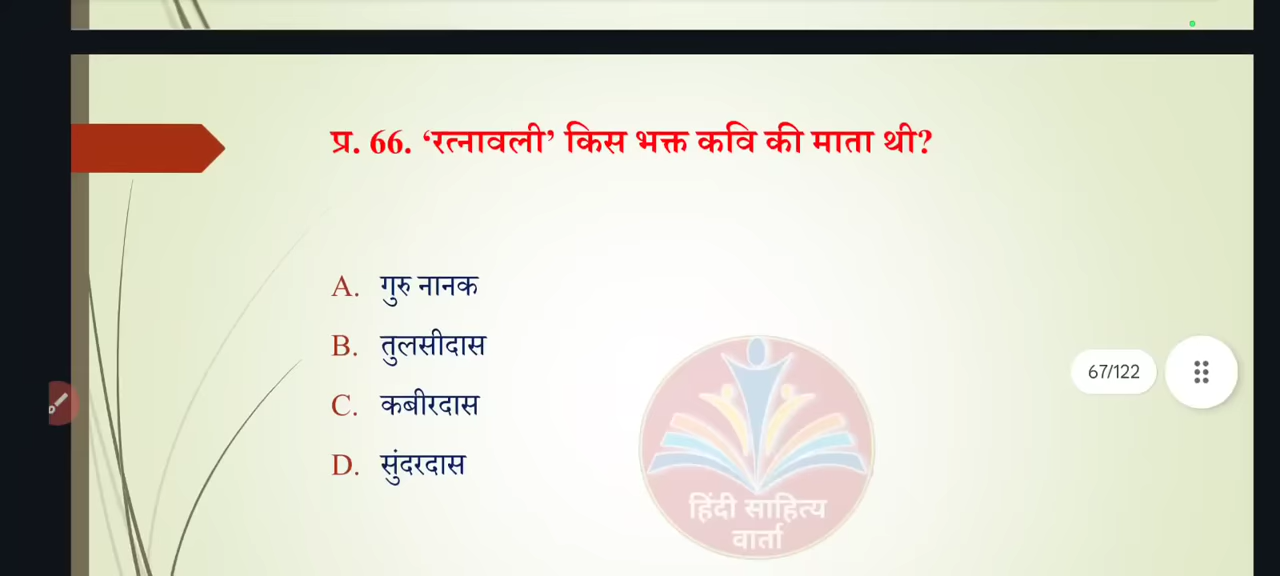 प्र. 66. ‘रत्नावली’ किस भक्त कवि की माता थी?
A. गुरु नानक
B. तुलसीदास
67/122
C. कबीरदास
D. सुंदरदास
हिंदी साहित्य
वार्ता